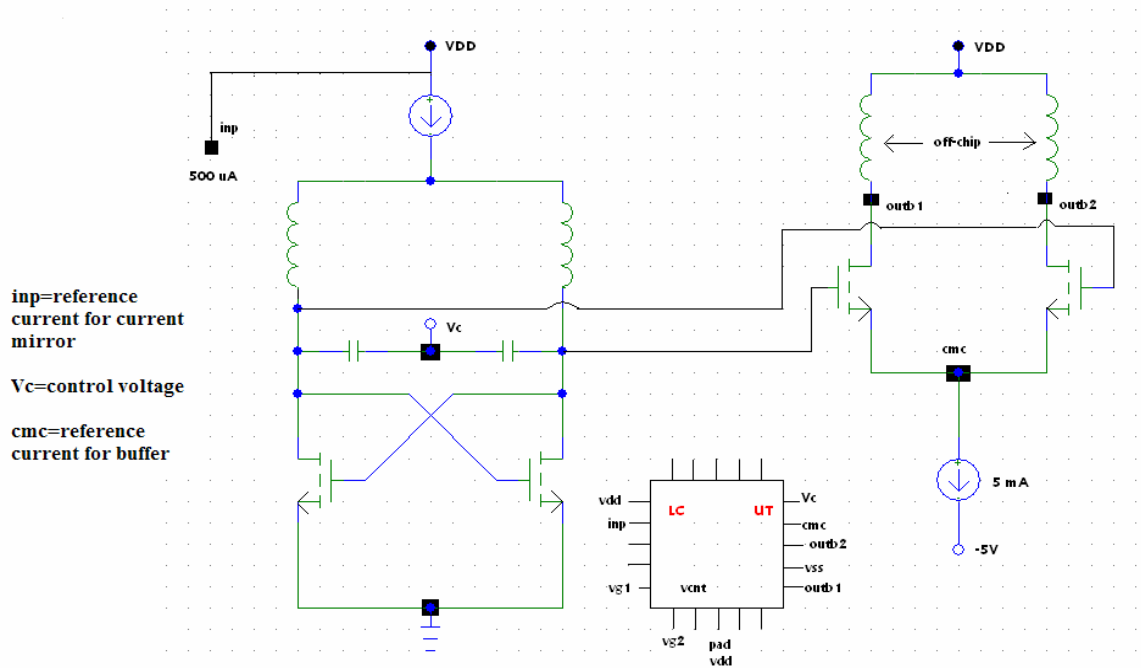 VDD
VDD
inp
500 uA
off-chip
outb1
outb2
inp=reference
current for current
mirror
Vc
Vc=control voltage
cmc
cmc=reference
current for buffer
5 mA
-5V
vdd
LC
UT
Vc
inp
cmc
outb2
vss
vg1
vcnt
outb1
vg2
pad
vdd